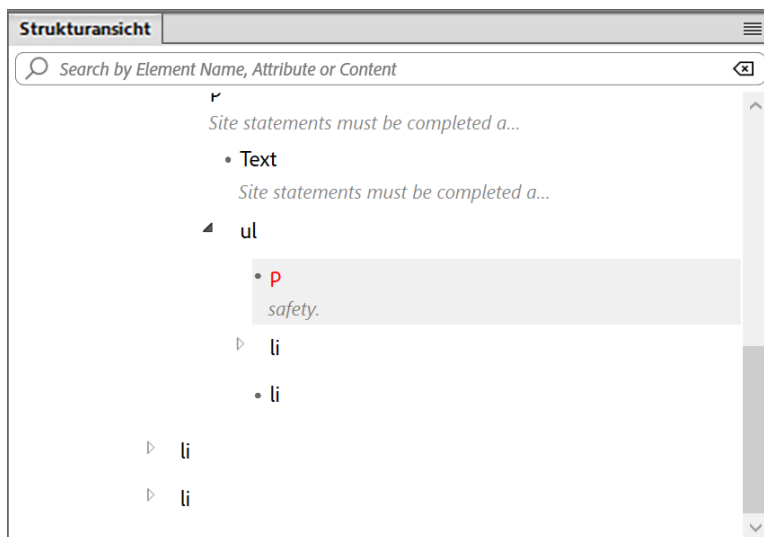 Strukturansicht
Search by Element Name, Attribute or Content
p
Site statements must be completed a...
Text
Site statements must be completed a...
ul
p
safety.
li
li
li
li